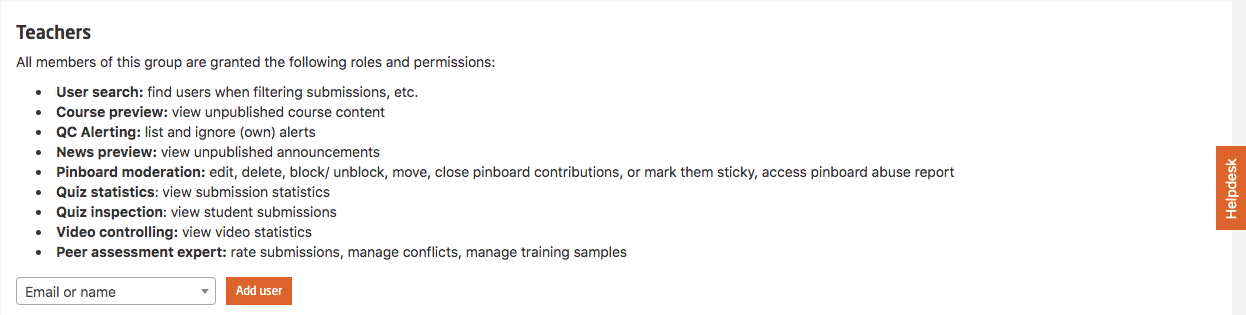 Teachers
All members of this group are granted the following roles and permissions:
• User search: find users when filtering submissions, etc.
• Course preview: view unpublished course content
• QC Alerting: list and ignore (own) alerts
• News preview: view unpublished announcements
• Pinboard moderation: edit, delete, block/ unblock, move, close pinboard contributions, or mark them sticky, access pinboard abuse report
• Quiz statistics: view submission statistics
• Quiz inspection: view student submissions
• Video controlling: view video statistics
• Peer assessment expert: rate submissions, manage conflicts, manage training samples
Email or name
Add user
Helpdesk